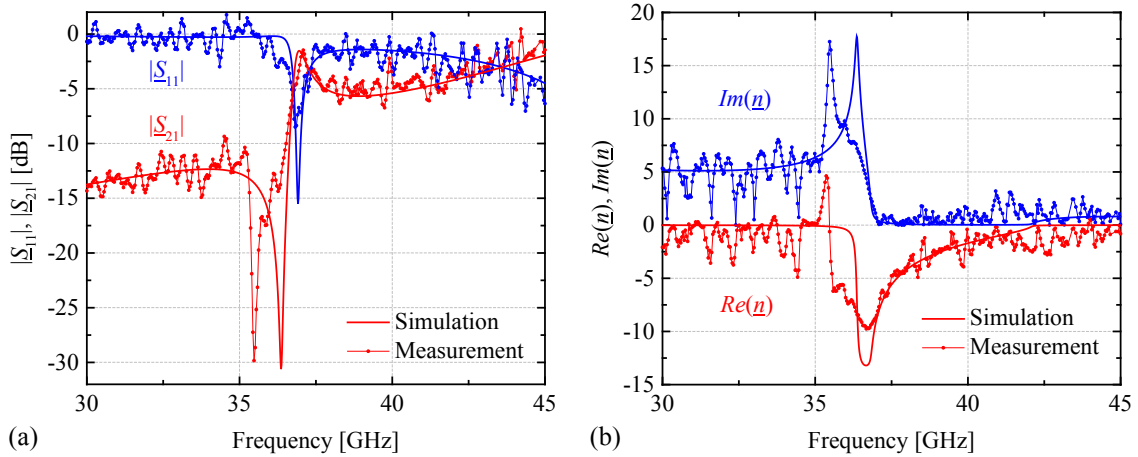 0
-5
-10
-15
-20
-25
-30
|S₁₁|, |S₂₁| [dB]
|S₁₁|
|S₂₁|
Simulation
Measurement
30 35 40 45
Frequency [GHz]
(a)
20
15
10
5
0
-5
-10
-15
Re(n), Im(n)
Im(n)
Re(n)
Simulation
Measurement
30 35 40 45
Frequency [GHz]
(b)